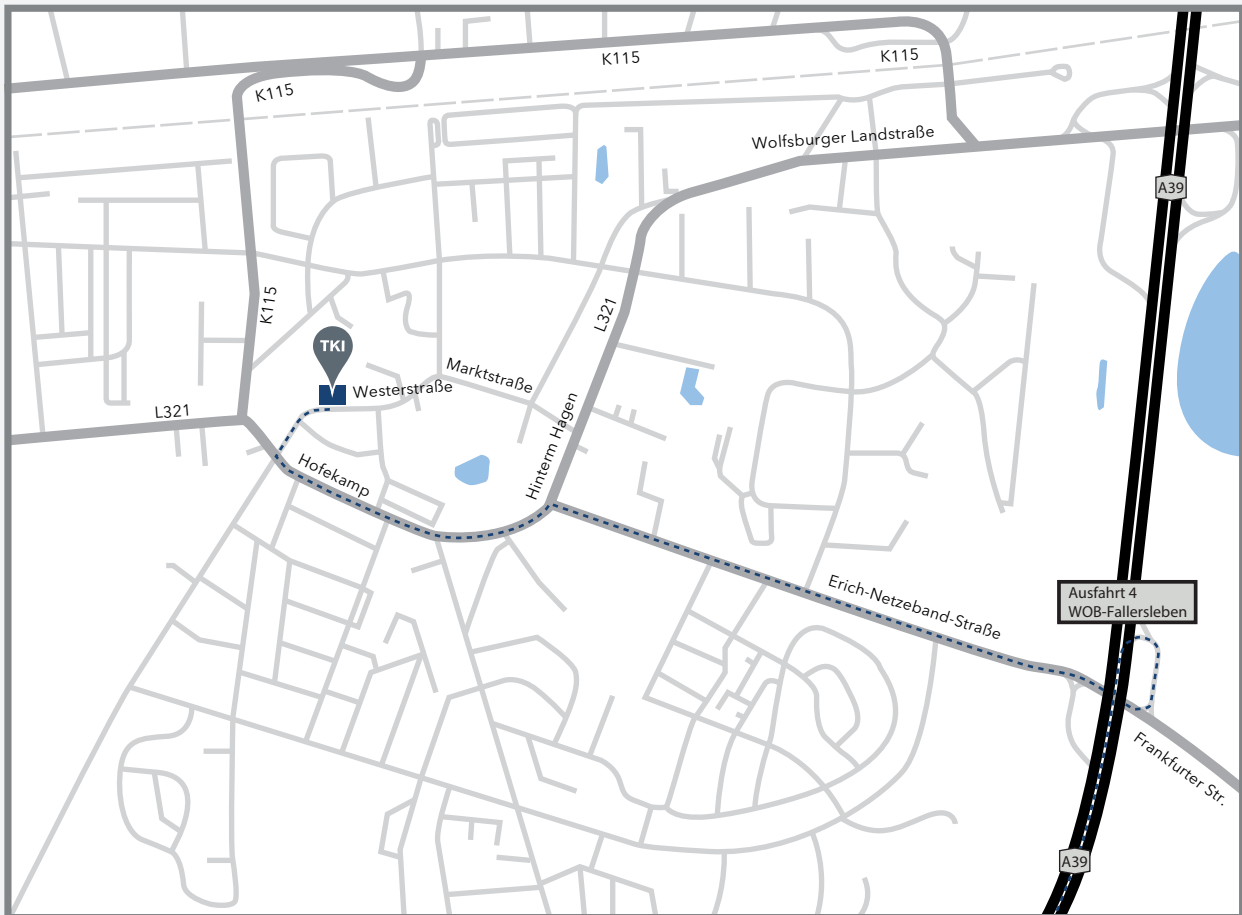 K115
K115
K115
Wolfsburger Landstraße
A39
K115
L321
TKI
Marktstraße
Westerstraße
L321
Hinterm Hagen
Hofekamp
Erich-Netzeband-Straße
Ausfahrt 4
WOB-Fallersleben
Frankfurter Str.
A39